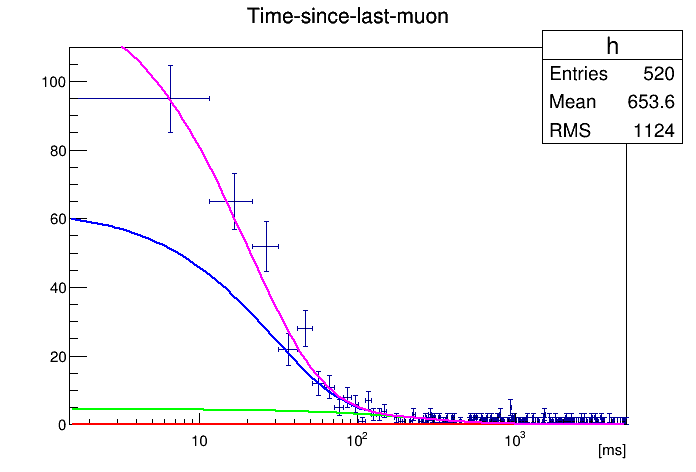 Time-since-last-muon
h
Entries 520
Mean 653.6
RMS 1124
100
80
60
40
20
0
10 10² 10³
[ms]